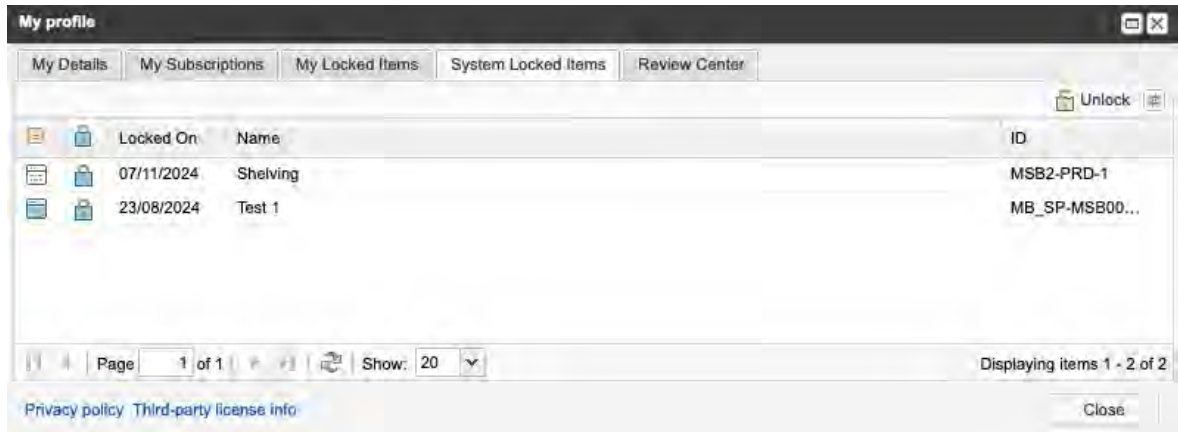 My profile
My Details My Subscriptions My Locked Items System Locked Items Review Center
Unlock
Locked On Name ID
07/11/2024 Shelving MSB2-PRD-1
23/08/2024 Test 1 MB_SP-MSB00...
Page 1 of 1 Show: 20 Displaying items 1 - 2 of 2
Privacy policy Third-party license info Close